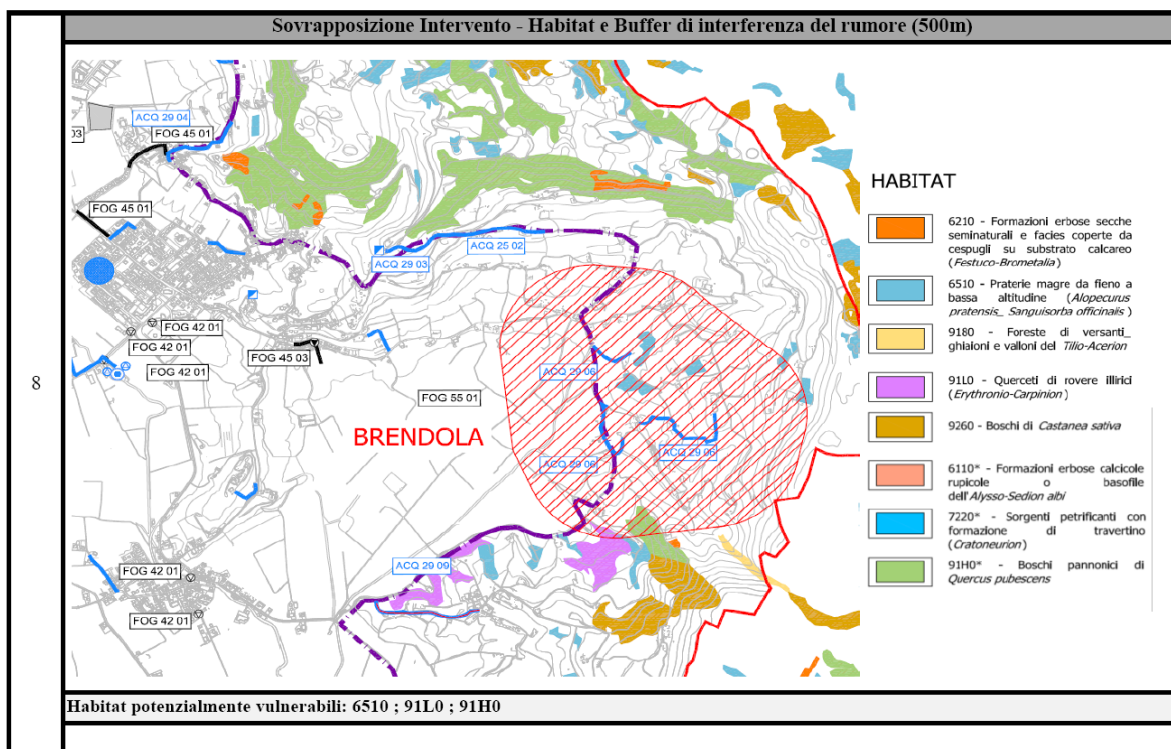 Sovrapposizione Intervento - Habitat e Buffer di interferenza del rumore (500m)
8
ACQ 29 04
FOG 45 01
03
FOG 45 01
ACQ 25 02
ACQ 29 03
FOG 42 01
FOG 42 01
FOG 42 01
FOG 45 03
ACQ 29 06
FOG 55 01
BRENDOLA
ACQ 29 06
ACQ 29 06
ACQ 29 09
FOG 42 01
FOG 42 01
HABITAT
6210 - Formazioni erbose secche
seminaturali e facies coperte da
cespugli su substrato calcareo
(Festuco-Brometalia)
6510 - Praterie magre da fieno a
bassa altitudine (Alopecurus
pratensis_ Sanguisorba officinalis)
9180 - Foreste di versanti_
ghiaioni e valloni del Tilio-Acerion
91L0 - Querceti di rovere illirici
(Erythronio-Carpinion)
9260 - Boschi di Castanea sativa
6110* - Formazioni erbose calcicole
rupicole o basofile
dell'Alysso-Sedion albi
7220* - Sorgenti petrificanti con
formazione di travertino
(Cratoneurion)
91H0* - Boschi pannonici di
Quercus pubescens
Habitat potenzialmente vulnerabili: 6510 ; 91L0 ; 91H0